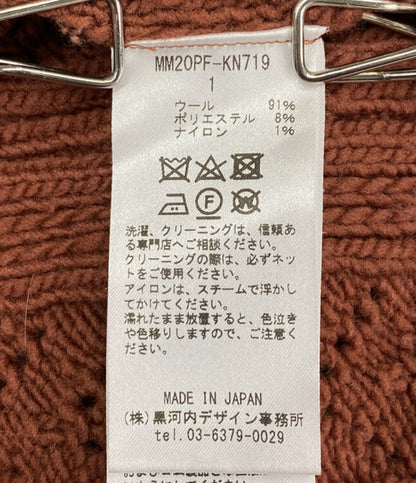 MM20PF-KN719
1
ウール 91%
ポリエステル 8%
ナイロン 1%
F W
洗濯、クリーニングは、信頼あ
る専門店へご相談ください。
クリーニングの際は、必ずネッ
トをご使用ください。
アイロンは、スチームで浮かし
てかけてください。
濡れたまま放置すると、色泣き
や色移りしますのでご注意くだ
さい。
MADE IN JAPAN
(株)黒河内デザイン事務所
tel.03-6379-0029